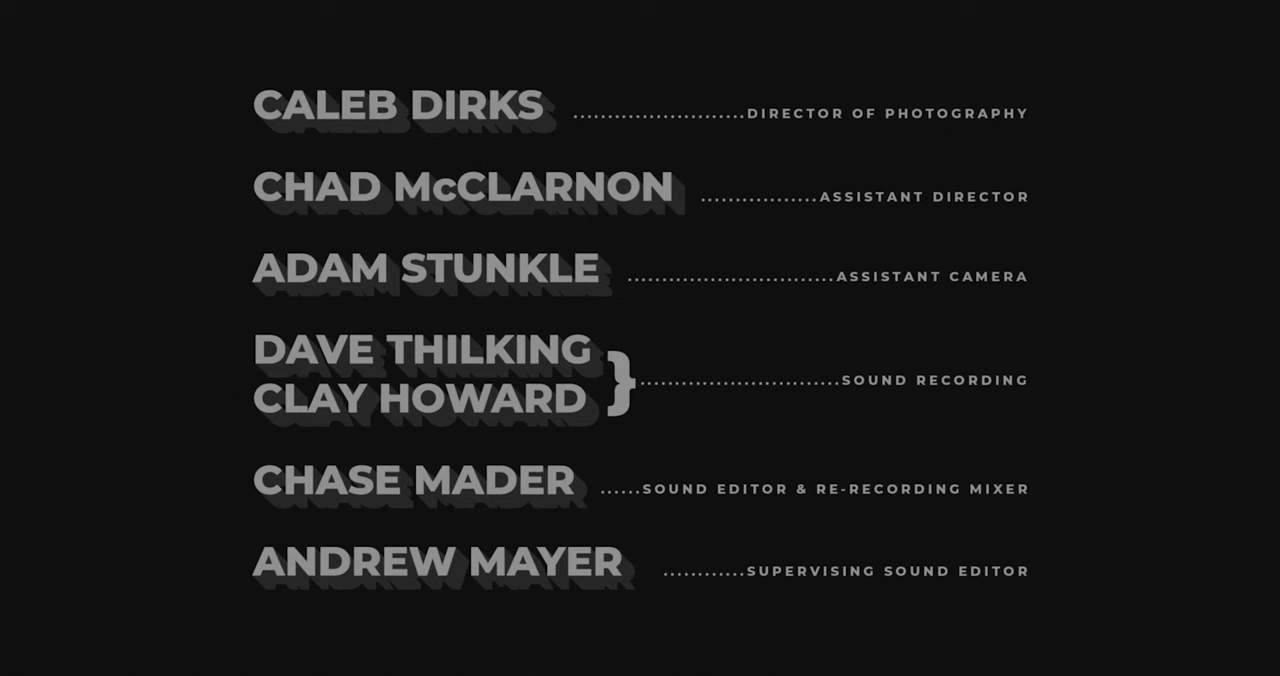 CALEB DIRKS .........................DIRECTOR OF PHOTOGRAPHY
CHAD McCLARNON .................ASSISTANT DIRECTOR
ADAM STUNKLE ..............................ASSISTANT CAMERA
DAVE THILKING
CLAY HOWARD } .............................SOUND RECORDING
CHASE MADER ......SOUND EDITOR & RE-RECORDING MIXER
ANDREW MAYER ............SUPERVISING SOUND EDITOR